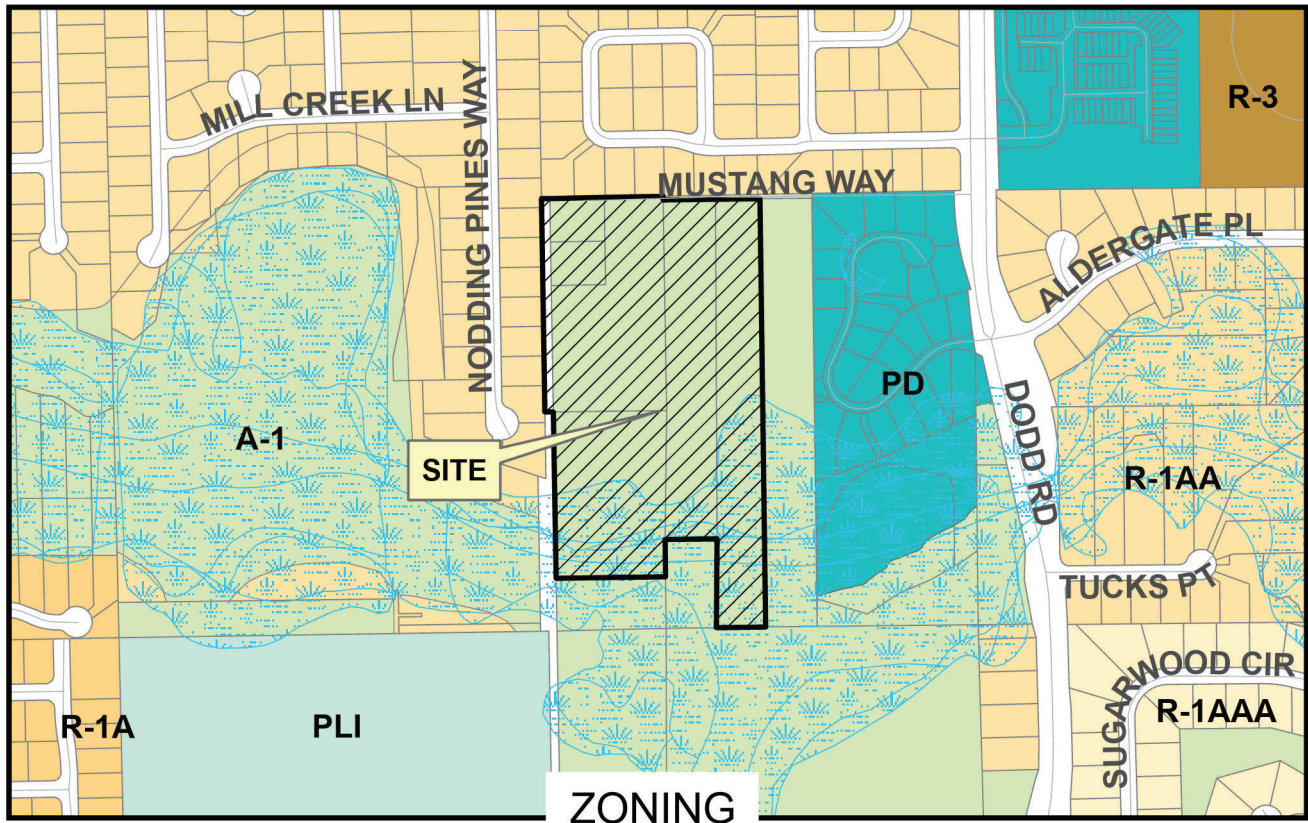 MILL CREEK LN
NODDING PINES WAY
R-3
MUSTANG WAY
ALDERGATE PL
PD
A-1
SITE
DODD RD
R-1AA
TUCKS PT
SUGARWOOD CIR
R-1A
PLI
R-1AAA
ZONING